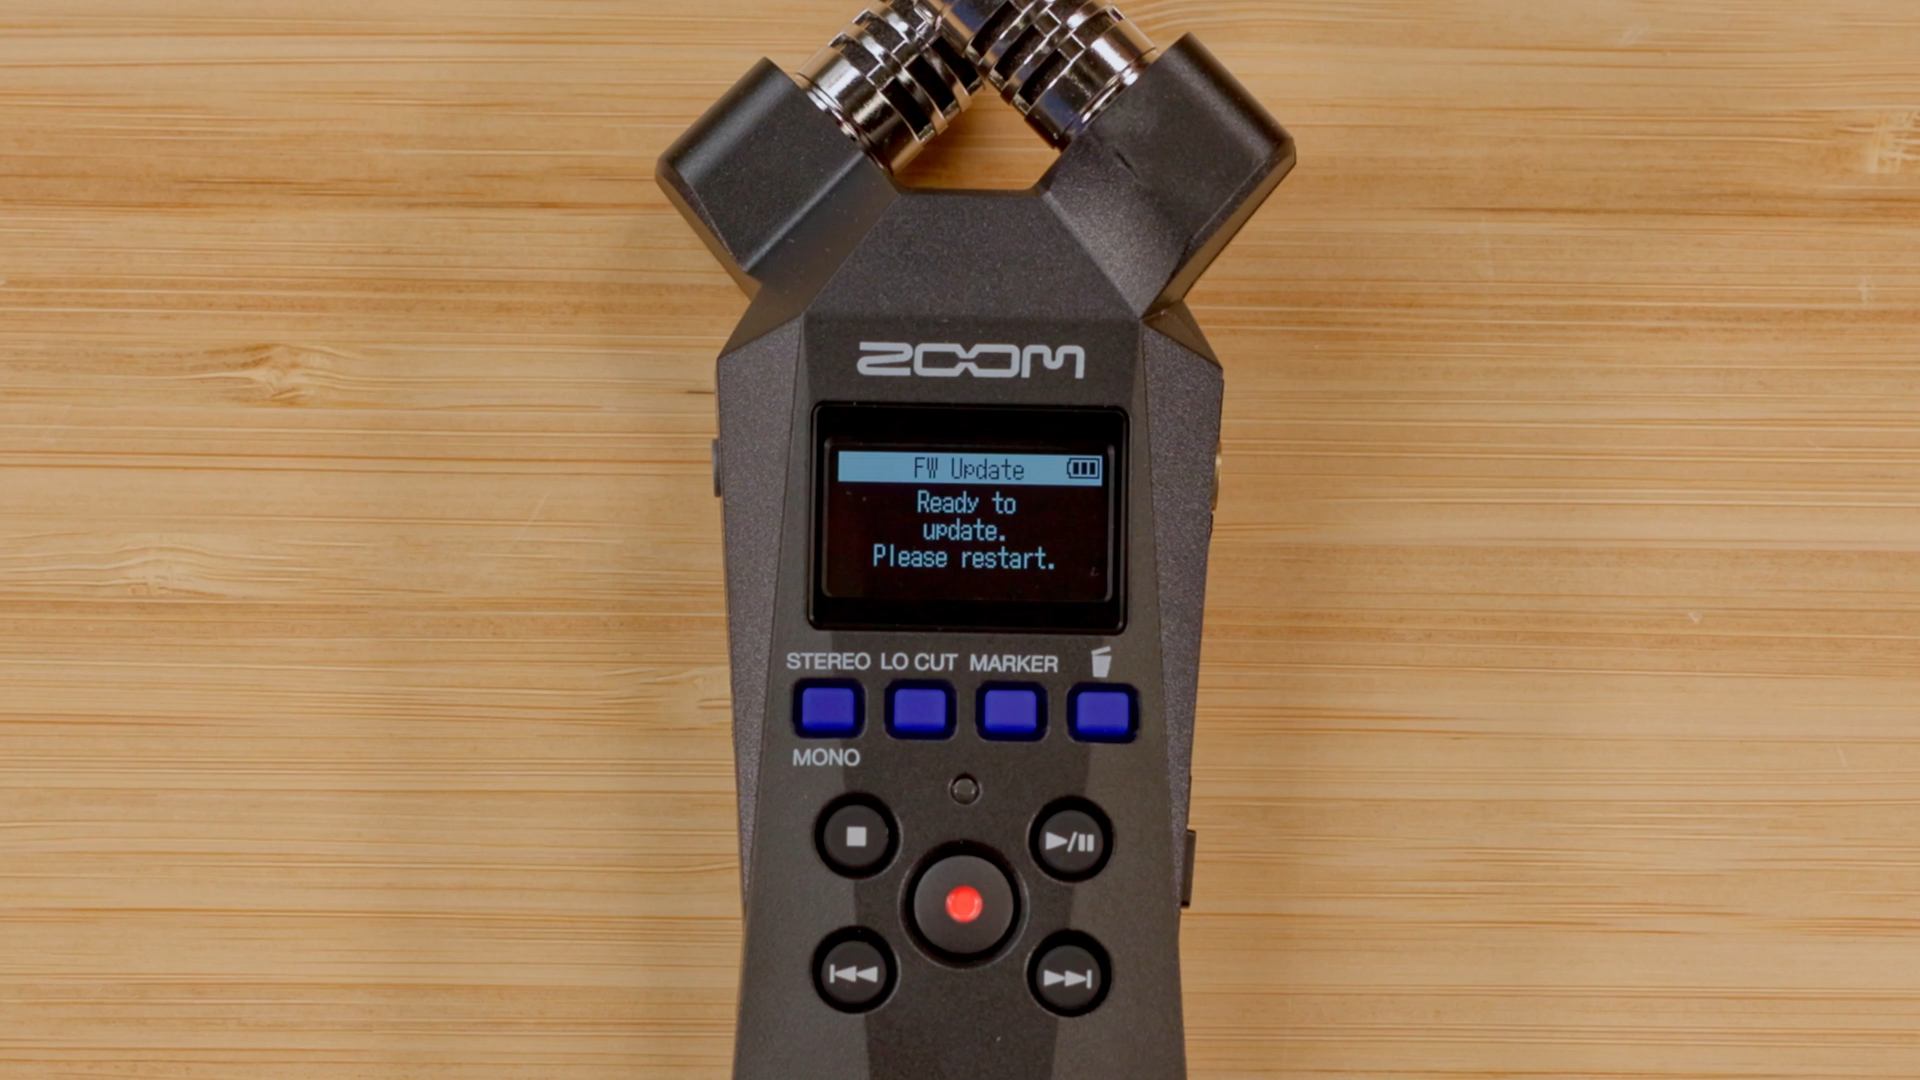 ZOOM
FW Update
Ready to
update.
Please restart.
STEREO LO CUT MARKER
MONO